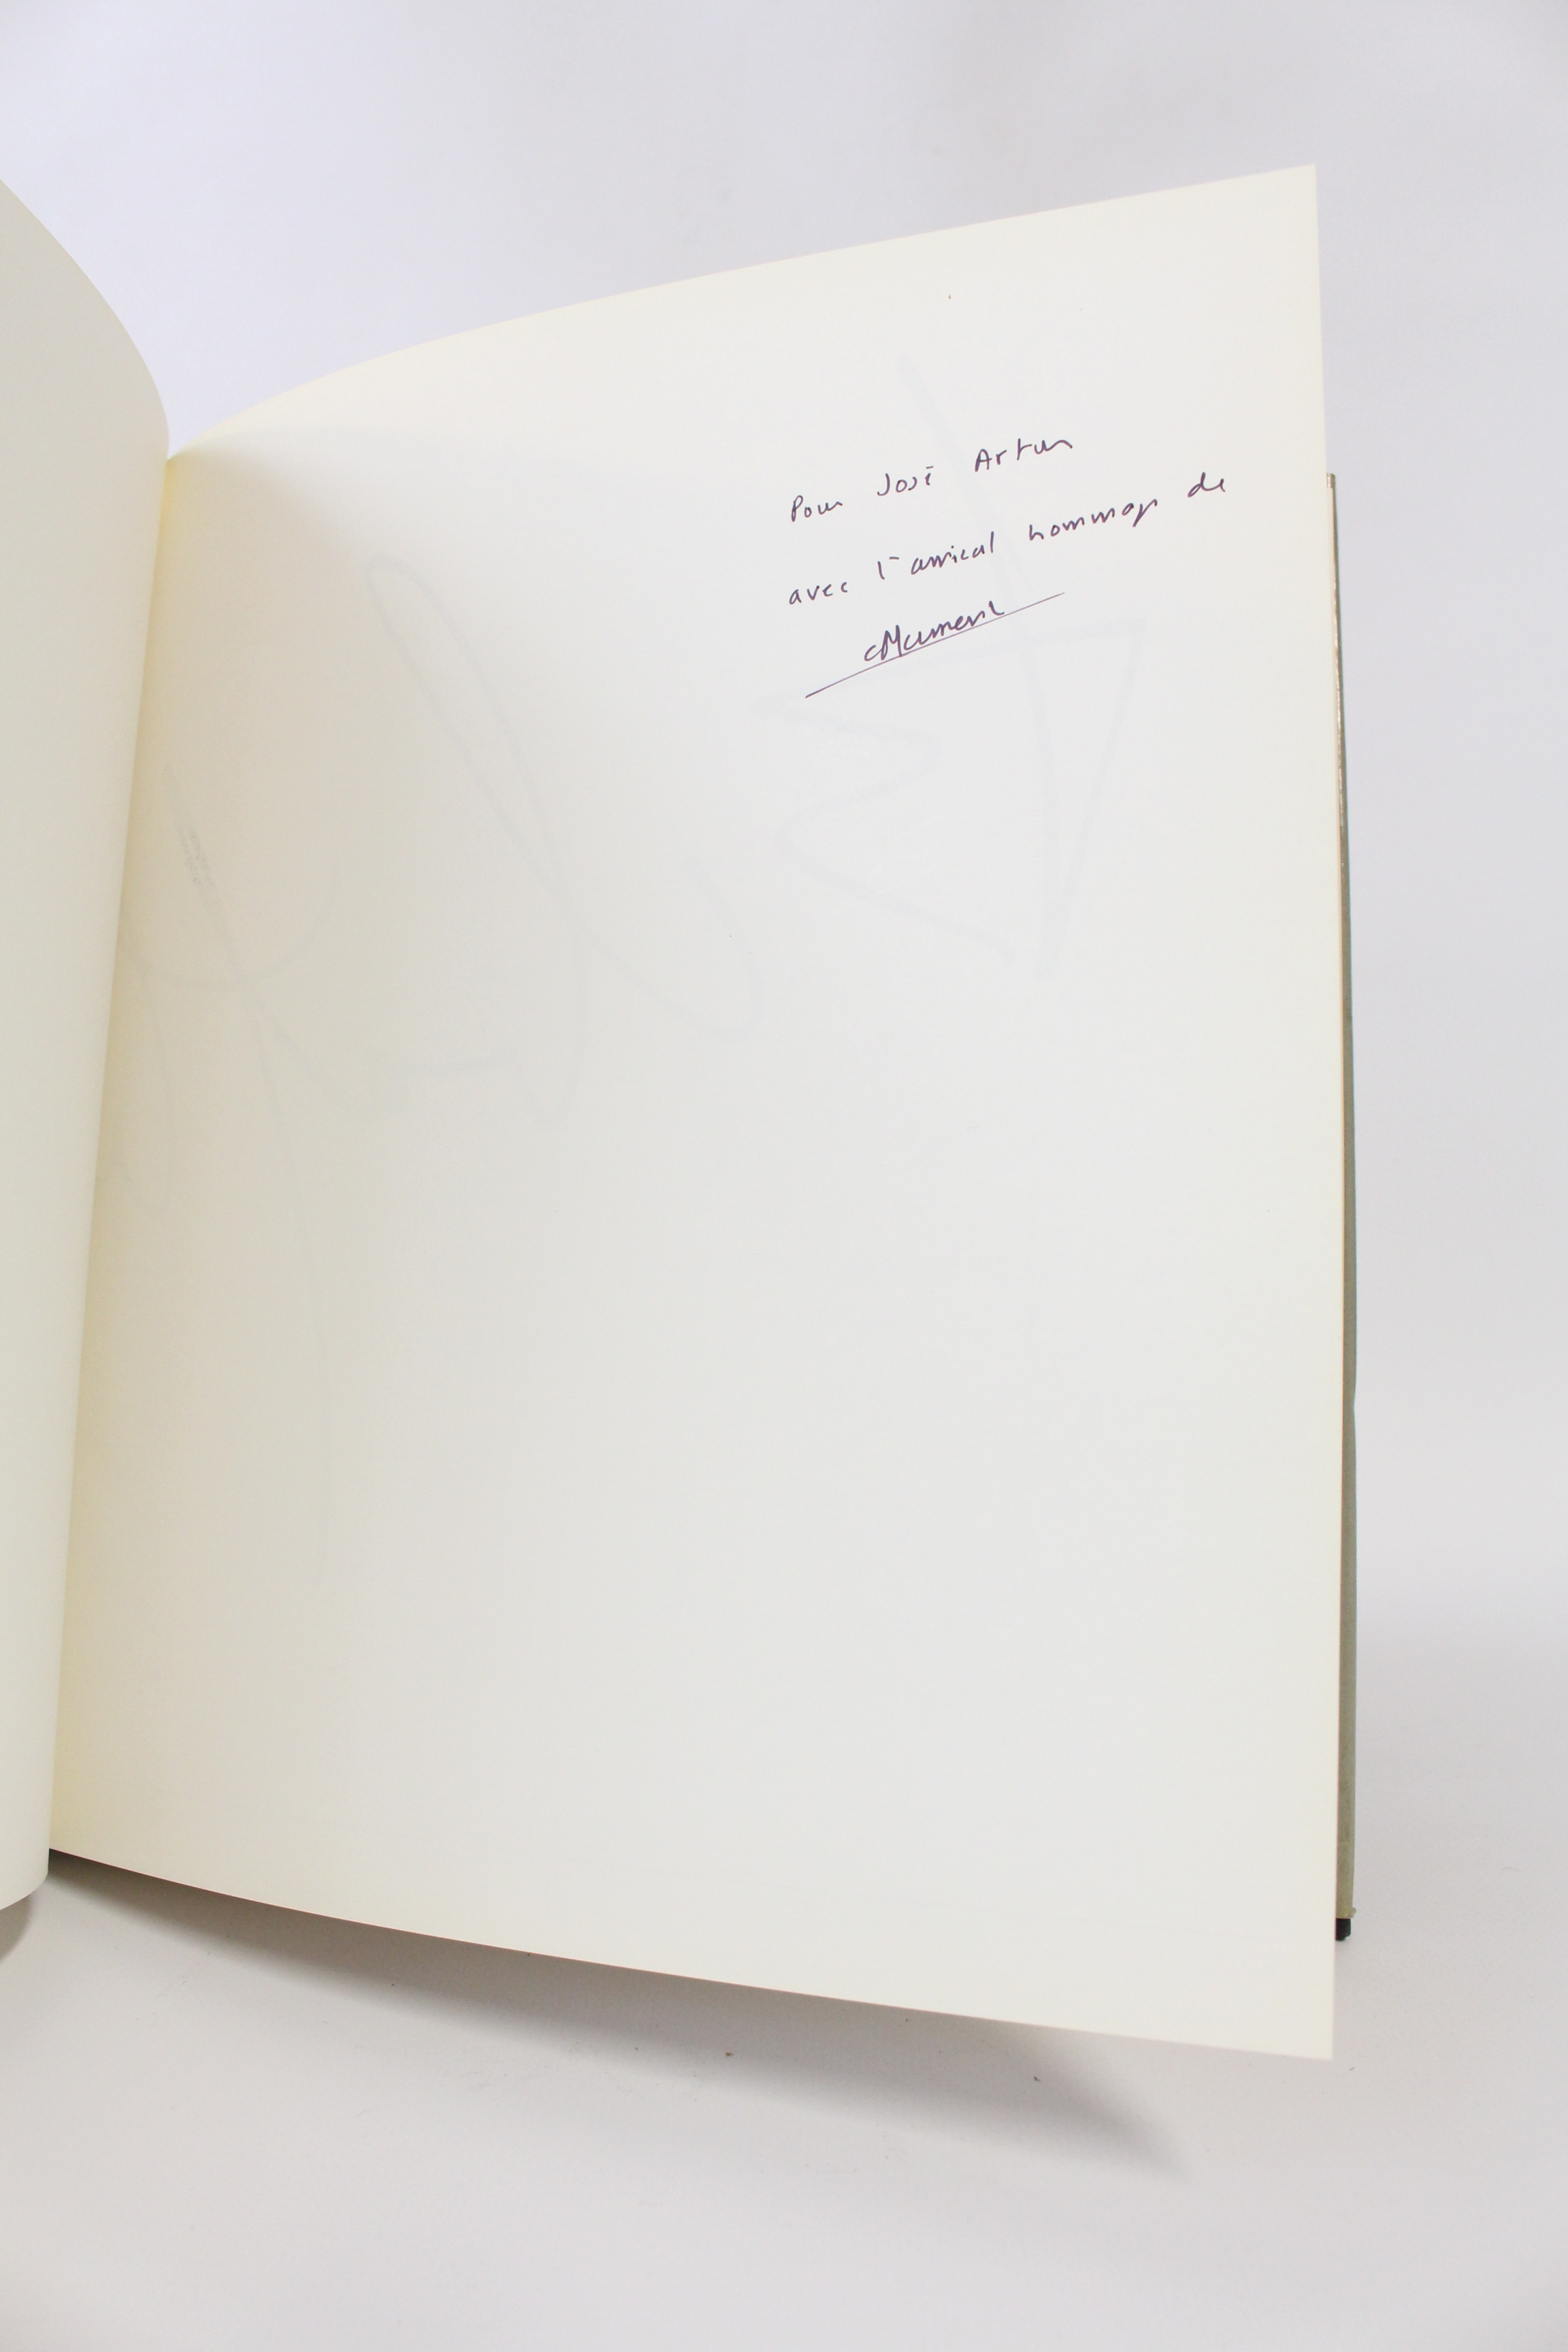 Pour José Artur
avec l'amical hommage de